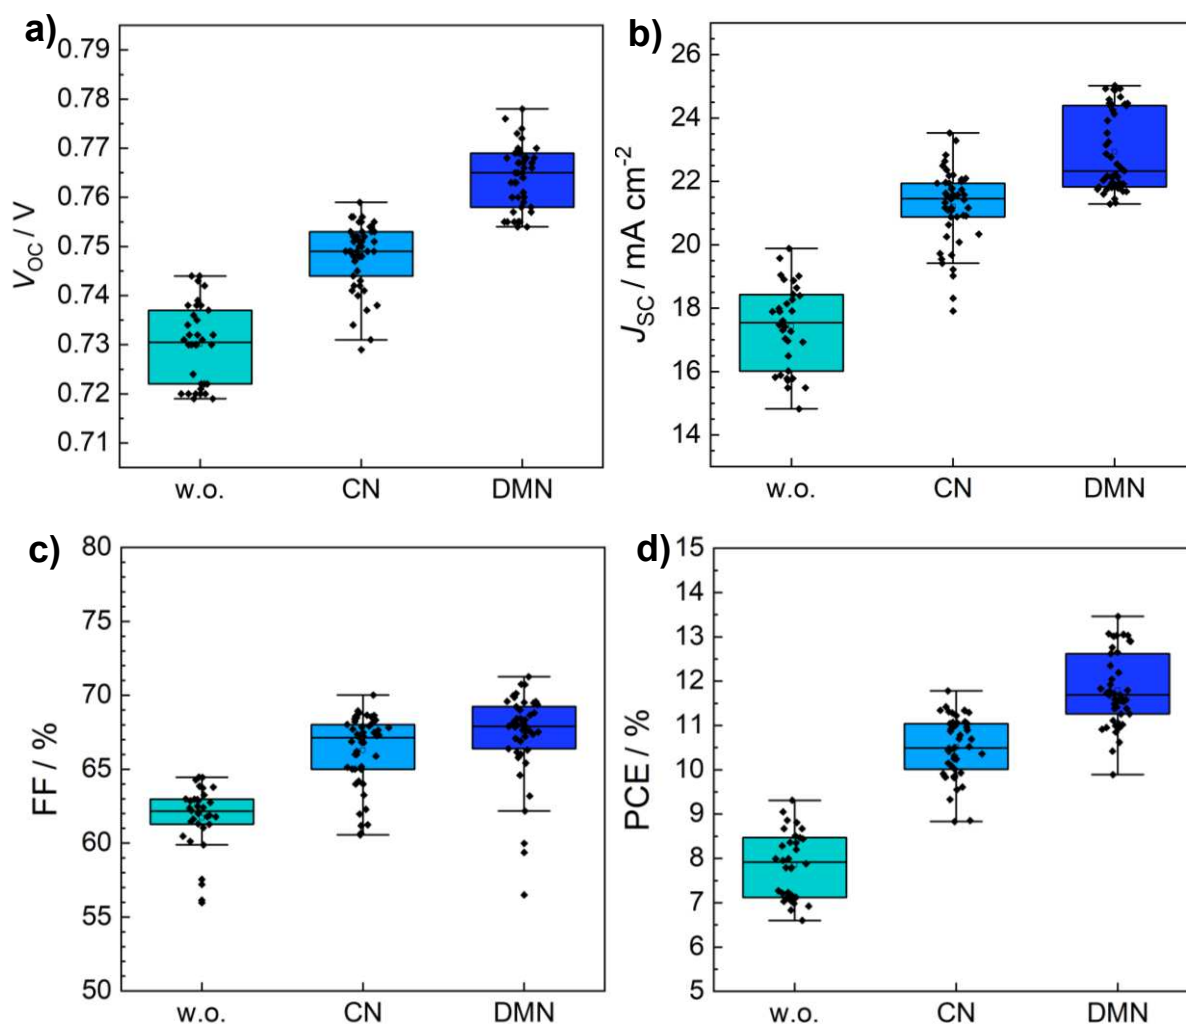 a)
0.79
0.78
0.77
0.76
0.75
0.74
0.73
0.72
0.71
V_OC / V
w.o. CN DMN
b)
26
24
22
20
18
16
14
J_SC / mA cm⁻²
w.o. CN DMN
c)
80
75
70
65
60
55
50
FF / %
w.o. CN DMN
d)
15
14
13
12
11
10
9
8
7
6
5
PCE / %
w.o. CN DMN